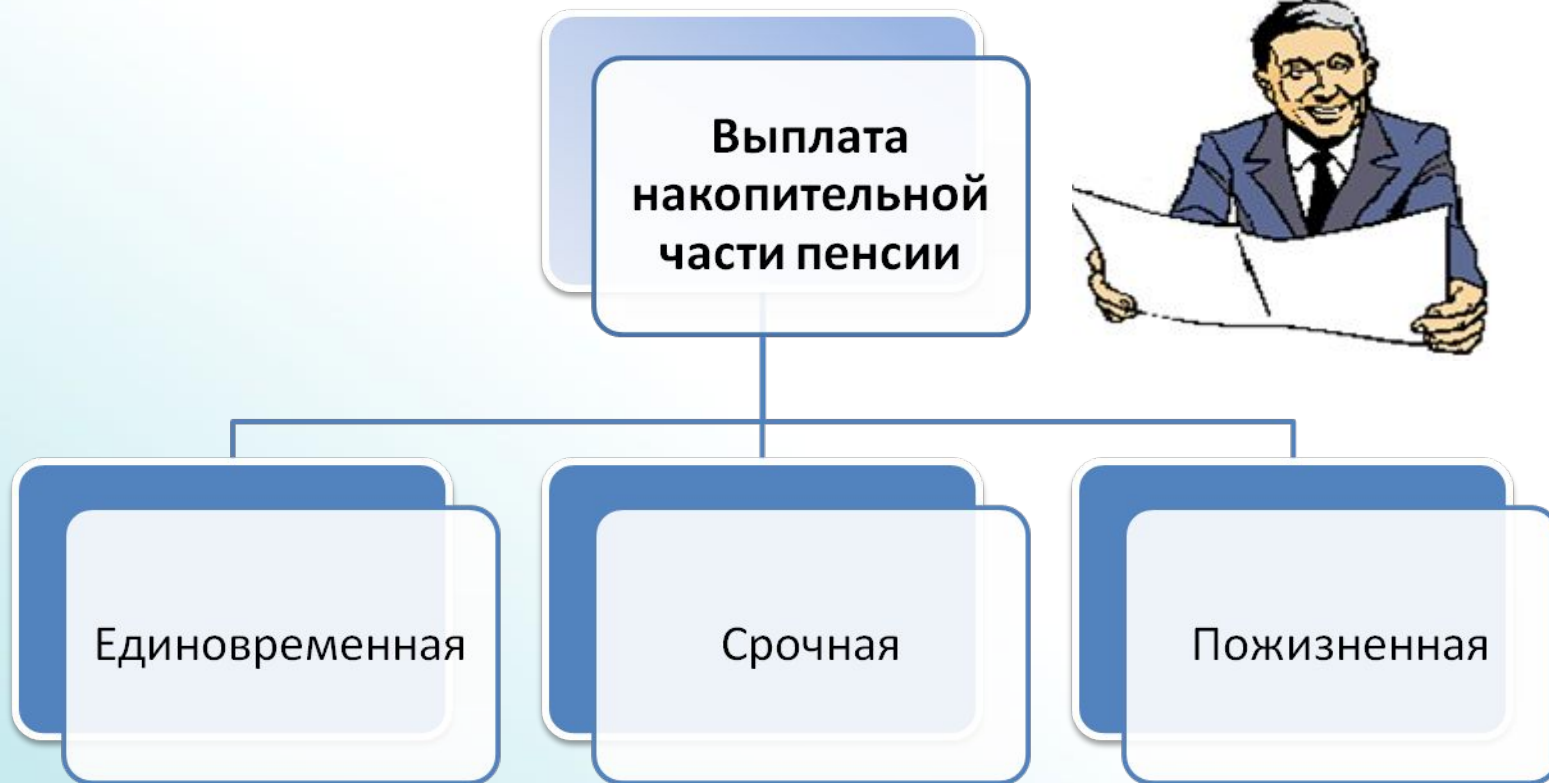 Выплата
накопительной
части пенсии
Единовременная
Срочная
Пожизненная